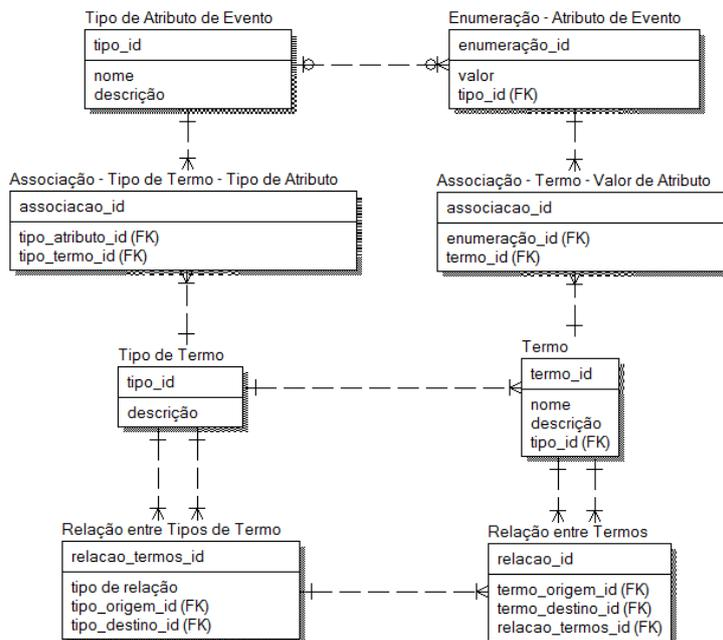 Tipo de Atributo de Evento
tipo_id
nome
descrição
Enumeração - Atributo de Evento
enumeração_id
valor
tipo_id (FK)
Associação - Tipo de Termo - Tipo de Atributo
associacao_id
tipo_atributo_id (FK)
tipo_termo_id (FK)
Associação - Termo - Valor de Atributo
associacao_id
enumeração_id (FK)
termo_id (FK)
Tipo de Termo
tipo_id
descrição
Termo
termo_id
nome
descrição
tipo_id (FK)
Relação entre Tipos de Termo
relacao_termos_id
tipo de relação
tipo_origem_id (FK)
tipo_destino_id (FK)
Relação entre Termos
relacao_id
termo_origem_id (FK)
termo_destino_id (FK)
relacao_termos_id (FK)